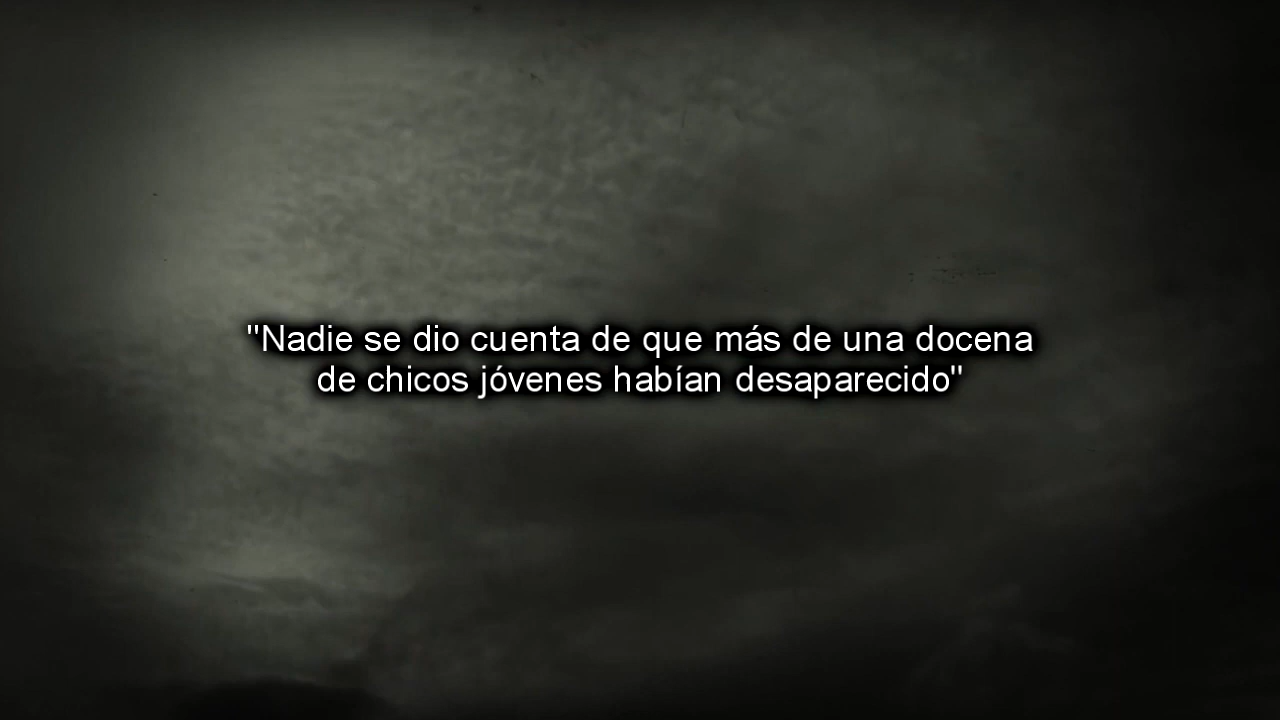 "Nadie se dio cuenta de que más de una docena
de chicos jóvenes habían desaparecido"